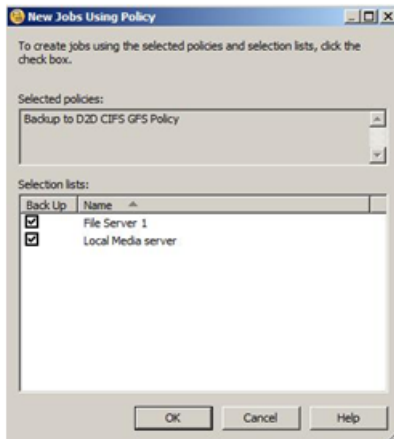 New Jobs Using Policy
To create jobs using the selected policies and selection lists, click the
check box.
Selected policies:
Backup to D2D CIFS GFS Policy
Selection lists:
Back Up Name
File Server 1
Local Media server
OK Cancel Help